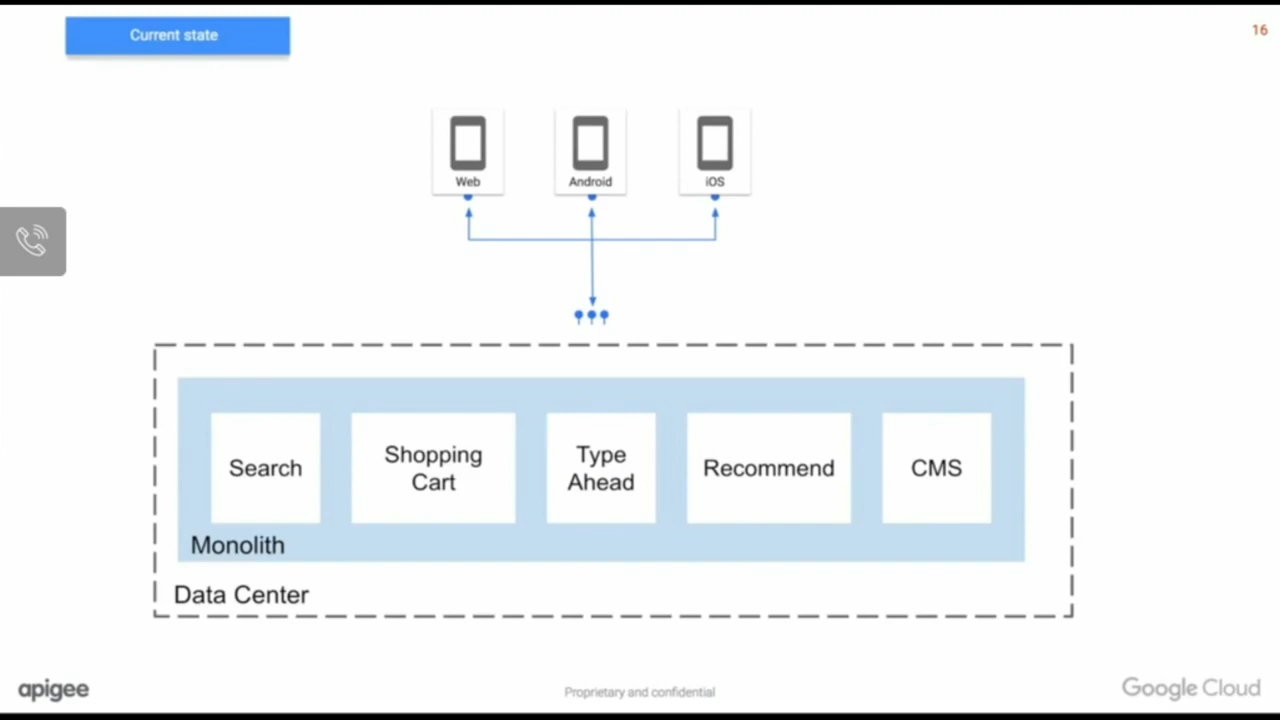 Current state
16
Web
Android
iOS
Search
Shopping
Cart
Type
Ahead
Recommend
CMS
Monolith
Data Center
apigee
Proprietary and confidential
Google Cloud